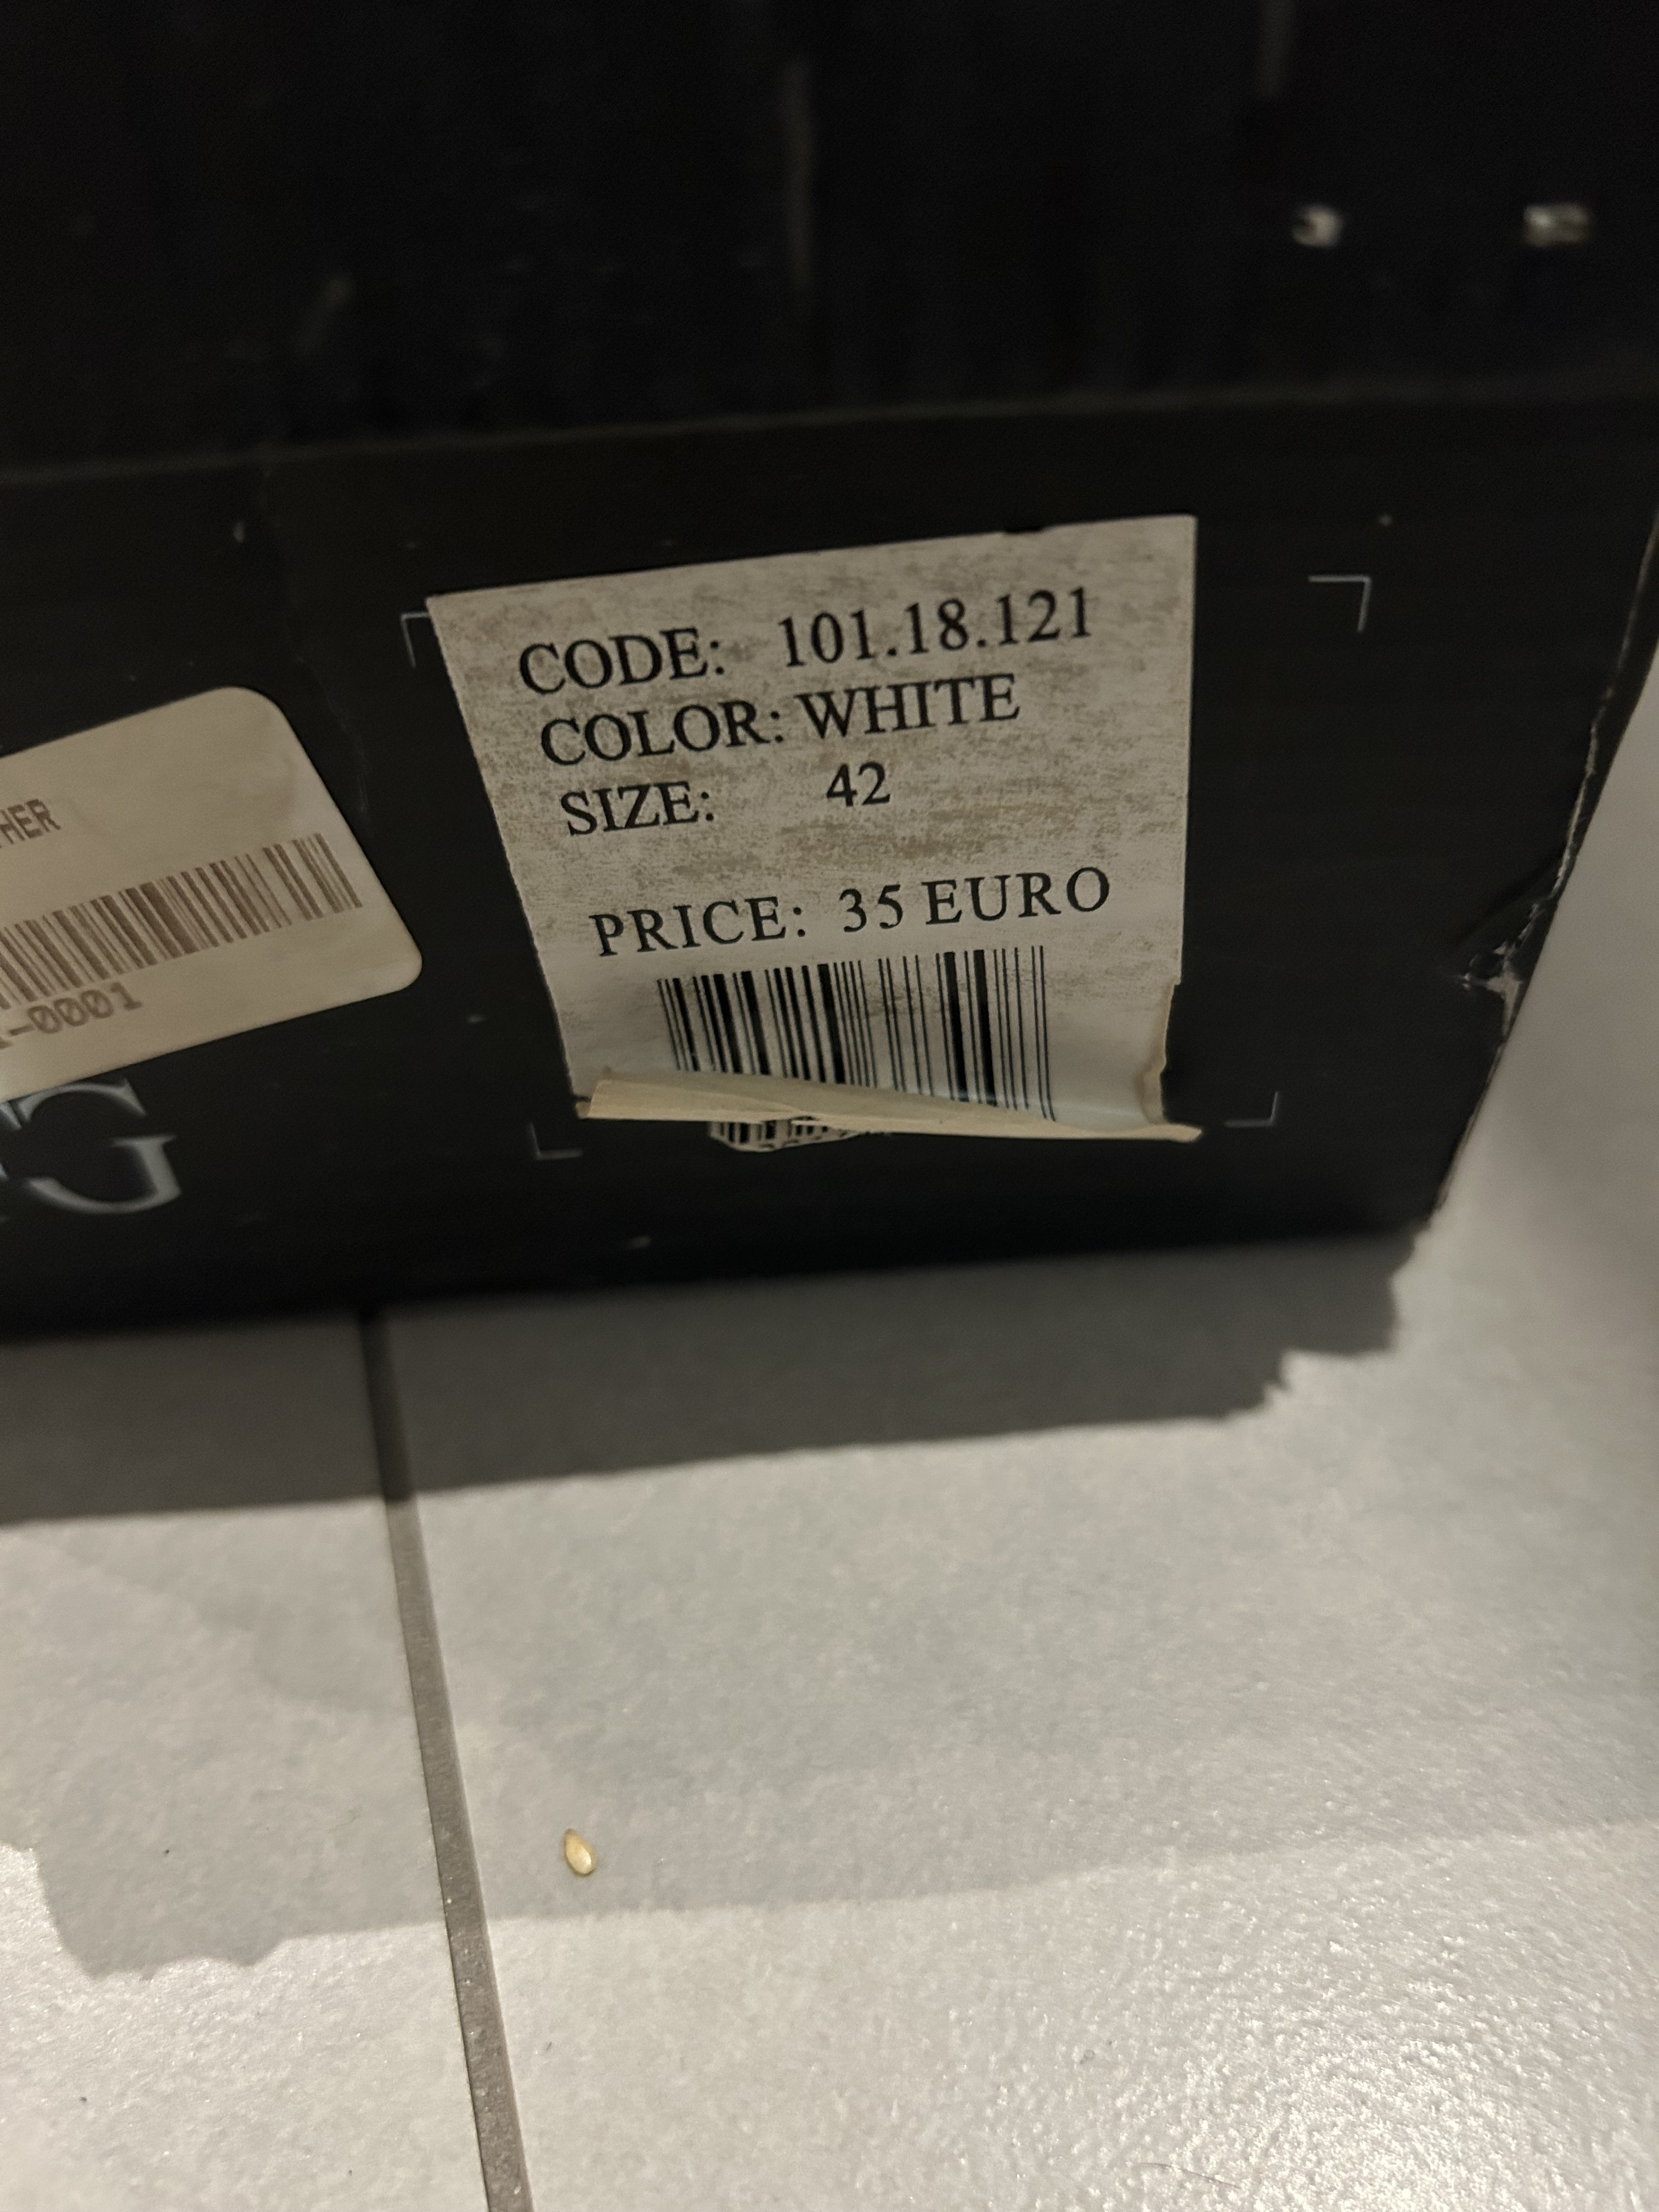 CODE: 101.18.121
COLOR: WHITE
SIZE: 42
PRICE: 35 EURO
HER
-0001
G